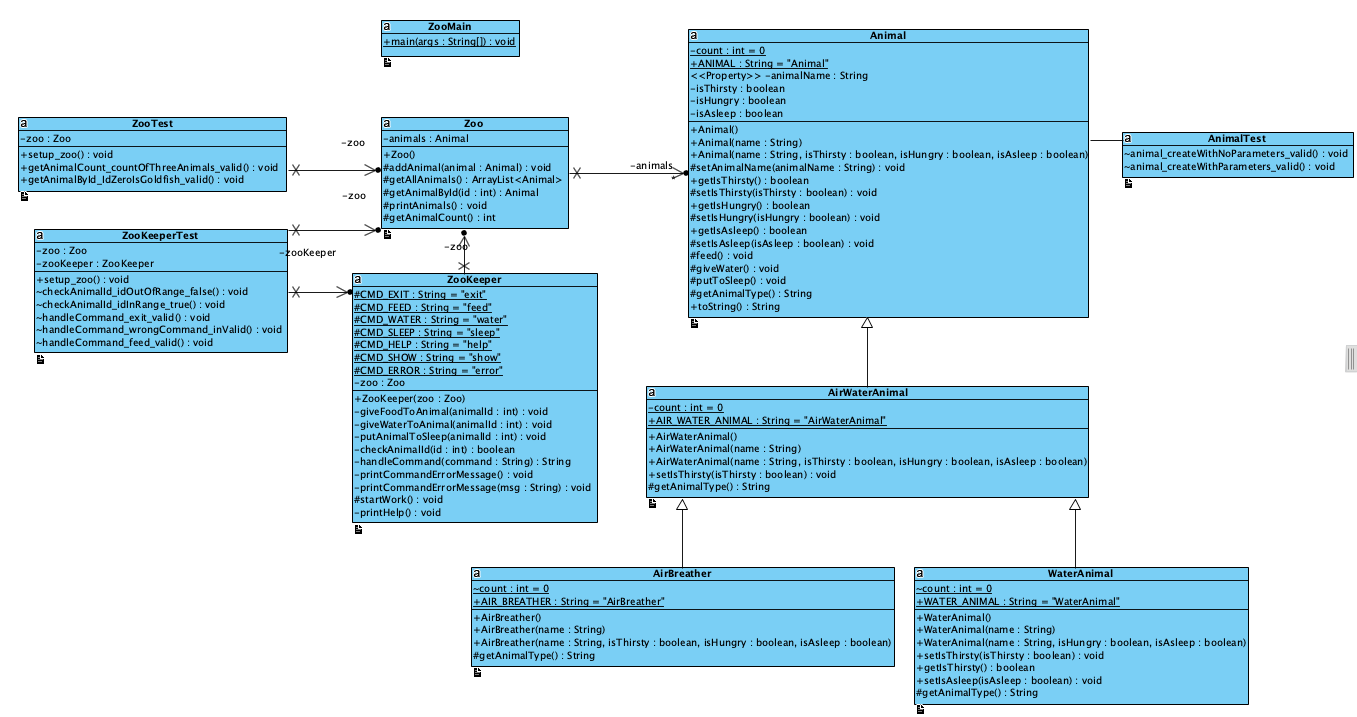 a
ZooMain
+main(args : String[]) : void
a
Animal
-count : int = 0
+ANIMAL : String = "Animal"
<<Property>> -animalName : String
-isThirsty : boolean
-isHungry : boolean
-isAsleep : boolean
+Animal()
+Animal(name : String)
+Animal(name : String, isThirsty : boolean, isHungry : boolean, isAsleep : boolean)
#setAnimalName(animalName : String) : void
+getIsThirsty() : boolean
#setIsThirsty(isThirsty : boolean) : void
+getIsHungry() : boolean
#setIsHungry(isHungry : boolean) : void
+getIsAsleep() : boolean
#setIsAsleep(isAsleep : boolean) : void
#feed() : void
#giveWater() : void
#putToSleep() : void
#getAnimalType() : String
+toString() : String
a
ZooTest
-zoo : Zoo
+setup_zoo() : void
+getAnimalCount_countOfThreeAnimals_valid() : void
+getAnimalById_IdZeroIsGoldfish_valid() : void
-zoo
-zoo
a
Zoo
-animals : Animal
+Zoo()
#addAnimal(animal : Animal) : void
#getAllAnimals() : ArrayList<Animal>
#getAnimalById(id : int) : Animal
#printAnimals() : void
#getAnimalCount() : int
-animals
a
AnimalTest
~animal_createWithNoParameters_valid() : void
~animal_createWithParameters_valid() : void
a
ZooKeeperTest
-zoo : Zoo
-zooKeeper : ZooKeeper
+setup_zoo() : void
~checkAnimalId_idOutOfRange_false() : void
~checkAnimalId_idInRange_true() : void
~handleCommand_exit_valid() : void
~handleCommand_wrongCommand_inValid() : void
~handleCommand_feed_valid() : void
-zooKeeper
-zoo
a
ZooKeeper
#CMD_EXIT : String = "exit"
#CMD_FEED : String = "feed"
#CMD_WATER : String = "water"
#CMD_SLEEP : String = "sleep"
#CMD_HELP : String = "help"
#CMD_SHOW : String = "show"
#CMD_ERROR : String = "error"
-zoo : Zoo
+ZooKeeper(zoo : Zoo)
-giveFoodToAnimal(animalId : int) : void
-giveWaterToAnimal(animalId : int) : void
-putAnimalToSleep(animalId : int) : void
-checkAnimalId(id : int) : boolean
-handleCommand(command : String) : String
-printCommandErrorMessage() : void
-printCommandErrorMessage(msg : String) : void
#startWork() : void
-printHelp() : void
a
AirWaterAnimal
-count : int = 0
+AIR_WATER_ANIMAL : String = "AirWaterAnimal"
+AirWaterAnimal()
+AirWaterAnimal(name : String)
+AirWaterAnimal(name : String, isThirsty : boolean, isHungry : boolean, isAsleep : boolean)
+setIsThirsty(isThirsty : boolean) : void
#getAnimalType() : String
a
AirBreather
~count : int = 0
+AIR_BREATHER : String = "AirBreather"
+AirBreather()
+AirBreather(name : String)
+AirBreather(name : String, isThirsty : boolean, isHungry : boolean, isAsleep : boolean)
#getAnimalType() : String
a
WaterAnimal
~count : int = 0
+WATER_ANIMAL : String = "WaterAnimal"
+WaterAnimal()
+WaterAnimal(name : String)
+WaterAnimal(name : String, isHungry : boolean, isAsleep : boolean)
+setIsThirsty(isThirsty : boolean) : void
+getIsThirsty() : boolean
+setIsAsleep(isAsleep : boolean) : void
#getAnimalType() : String